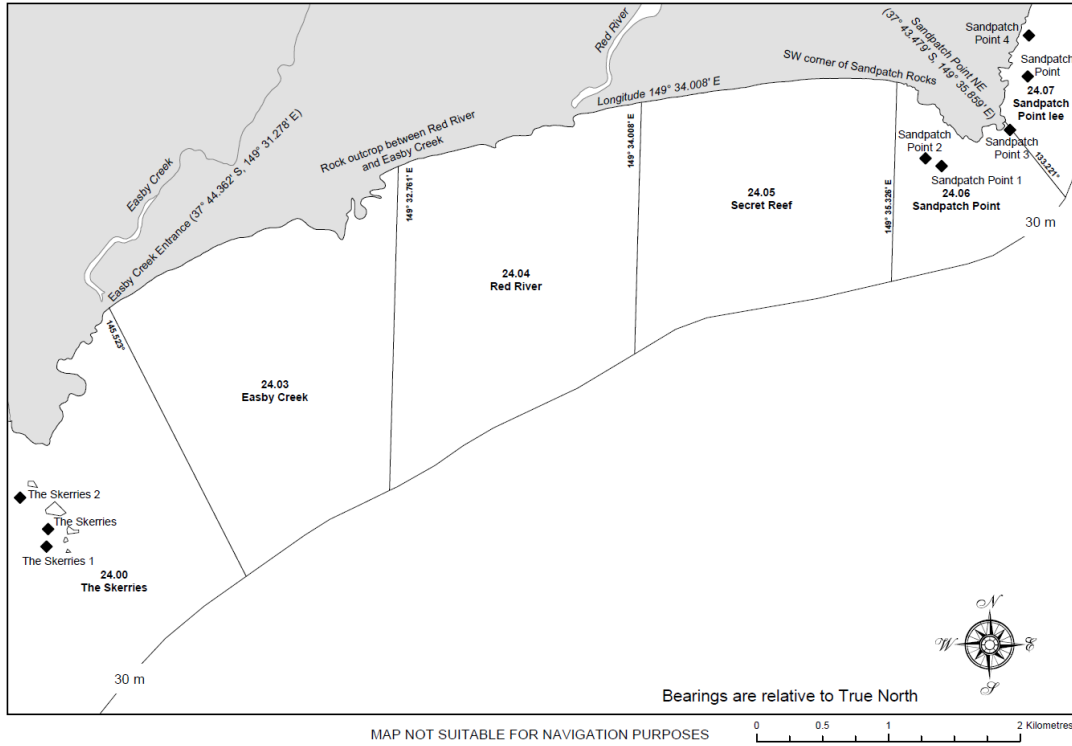 Sandpatch
Point 4
Sandpatch
Point
24.07
Sandpatch
Point lee
Sandpatch Point NE
(37° 43.479' S, 149° 35.859' E)
SW corner of Sandpatch Rocks
Red River
Longitude 149° 34.008' E
Rock outcrop between Red River
and Easby Creek
Easby Creek
Easby Creek Entrance (37° 44.362' S, 149° 31.278' E)
145.523°
149° 32.761' E
149° 34.008' E
149° 35.326' E
133.221°
Sandpatch
Point 2
Sandpatch
Point 3
Sandpatch Point 1
24.06
Sandpatch Point
30 m
24.05
Secret Reef
24.04
Red River
24.03
Easby Creek
The Skerries 2
The Skerries
The Skerries 1
24.00
The Skerries
30 m
N
W
E
S
Bearings are relative to True North
MAP NOT SUITABLE FOR NAVIGATION PURPOSES
0 0.5 1 2 Kilometres